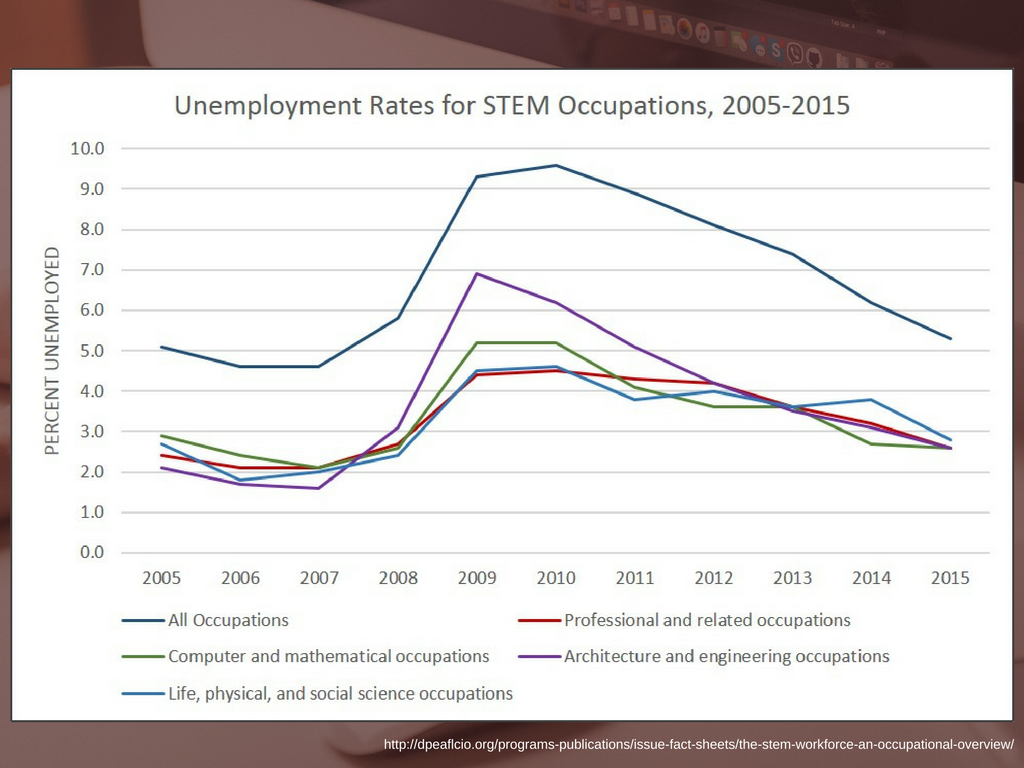 Unemployment Rates for STEM Occupations, 2005-2015
10.0
9.0
8.0
7.0
6.0
5.0
4.0
3.0
2.0
1.0
0.0
PERCENT UNEMPLOYED
2005 2006 2007 2008 2009 2010 2011 2012 2013 2014 2015
All Occupations
Professional and related occupations
Computer and mathematical occupations
Architecture and engineering occupations
Life, physical, and social science occupations
http://dpeaflcio.org/programs-publications/issue-fact-sheets/the-stem-workforce-an-occupational-overview/